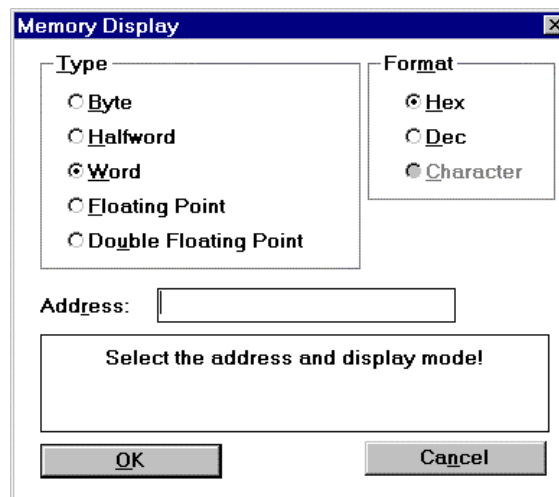 Memory Display
Type
Byte
Halfword
Word
Floating Point
Double Floating Point
Format
Hex
Dec
Character
Address:
Select the address and display mode!
OK
Cancel